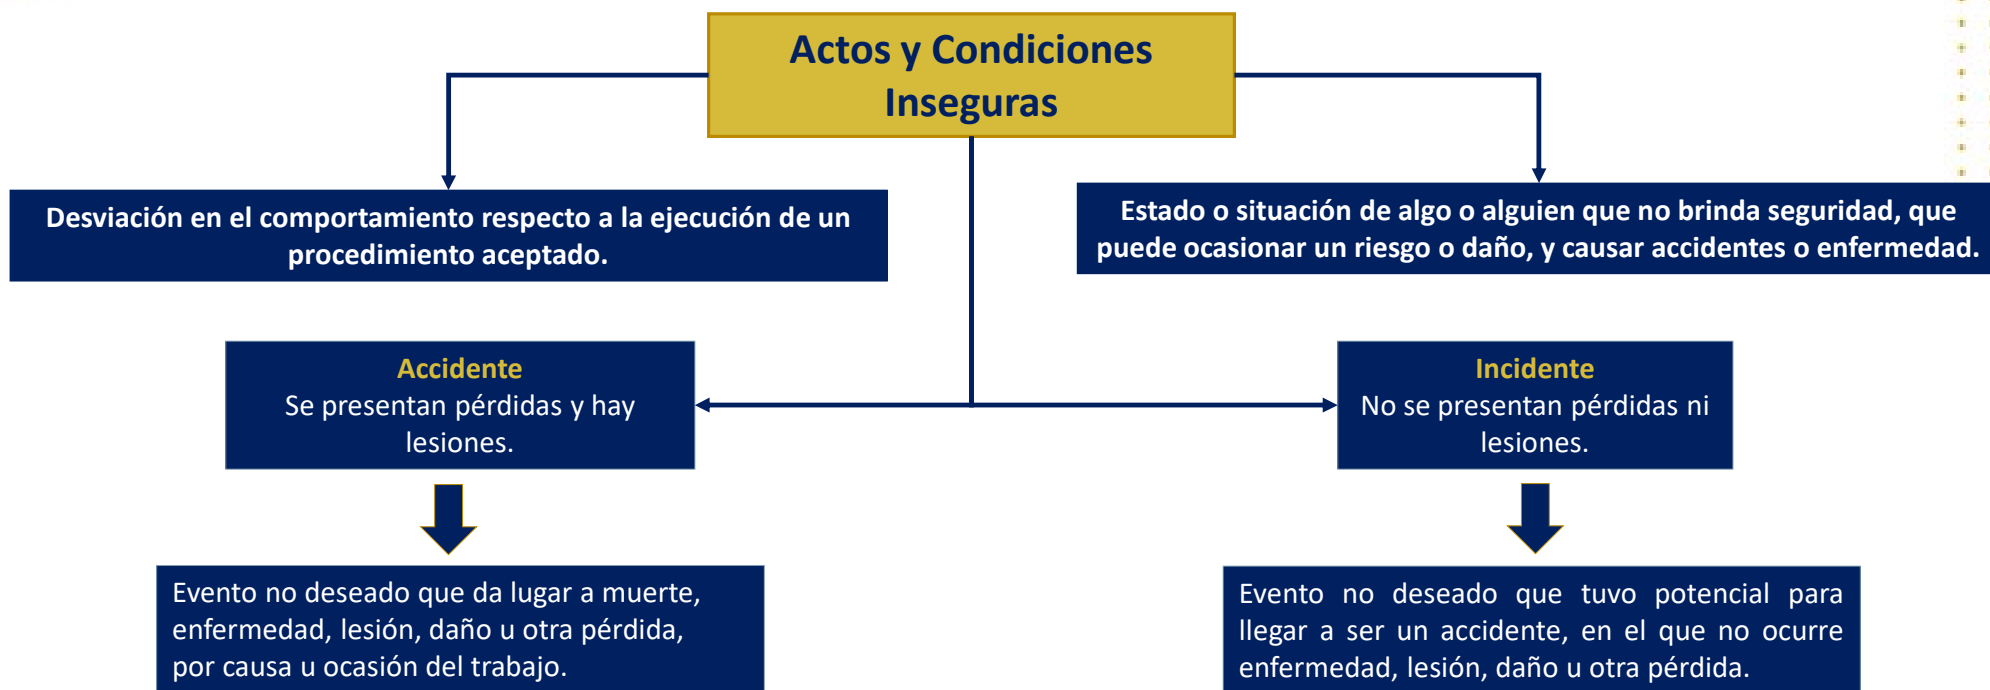 Actos y Condiciones
Inseguras
Desviación en el comportamiento respecto a la ejecución de un
procedimiento aceptado.
Estado o situación de algo o alguien que no brinda seguridad, que
puede ocasionar un riesgo o daño, y causar accidentes o enfermedad.
Accidente
Se presentan pérdidas y hay
lesiones.
Incidente
No se presentan pérdidas ni
lesiones.
Evento no deseado que da lugar a muerte,
enfermedad, lesión, daño u otra pérdida,
por causa u ocasión del trabajo.
Evento no deseado que tuvo potencial para
llegar a ser un accidente, en el que no ocurre
enfermedad, lesión, daño u otra pérdida.